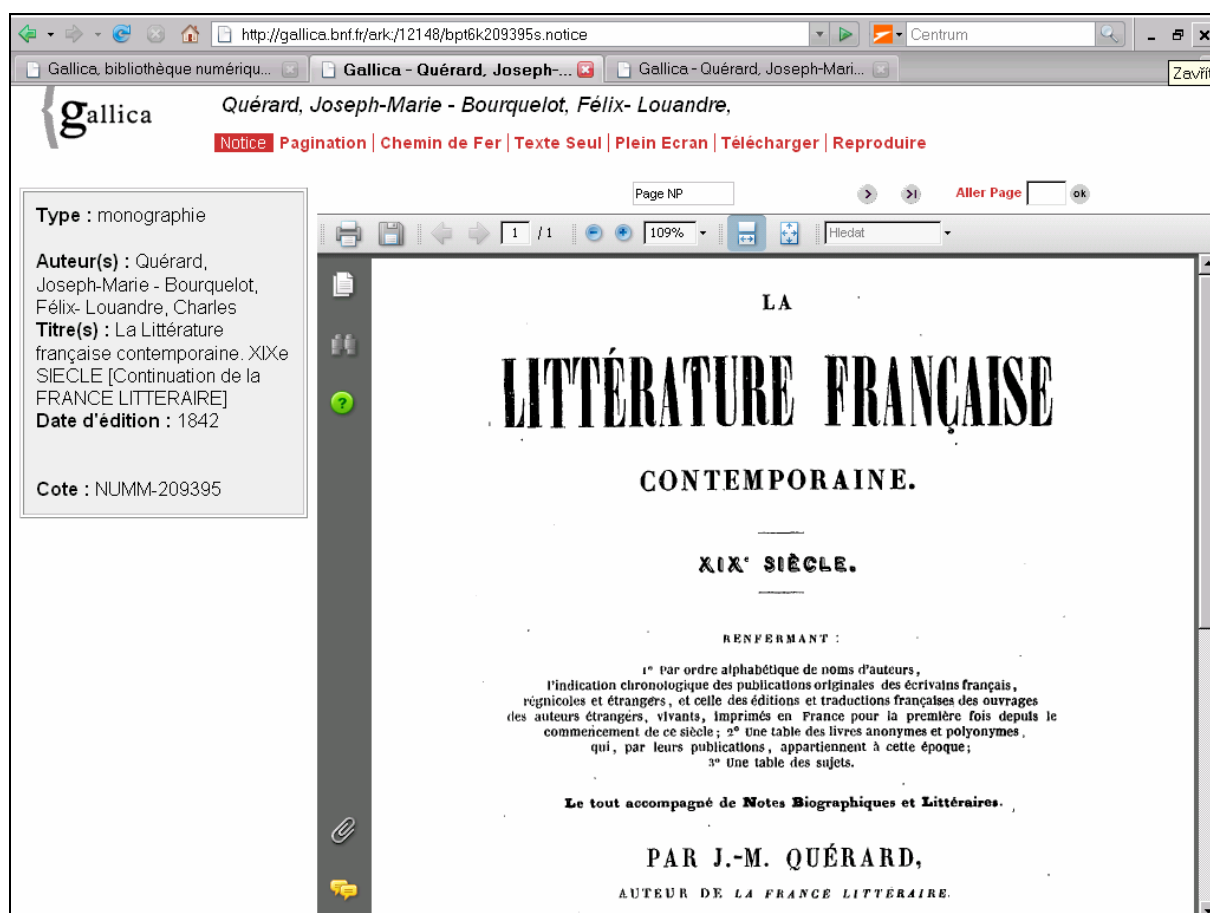 http://gallica.bnf.fr/ark:/12148/bpt6k209395s.notice
Centrum
Gallica, bibliothèque numériqu...
Gallica - Quérard, Joseph-...
Gallica - Quérard, Joseph-Mari...
Zavřít
gallica
Quérard, Joseph-Marie - Bourquelot, Félix- Louandre,
Notice Pagination | Chemin de Fer | Texte Seul | Plein Ecran | Télécharger | Reproduire
Page NP
Aller Page
ok
Type : monographie
Auteur(s) : Quérard,
Joseph-Marie - Bourquelot,
Félix- Louandre, Charles
Titre(s) : La Littérature
française contemporaine. XIXe
SIECLE [Continuation de la
FRANCE LITTERAIRE]
Date d'édition : 1842
Cote : NUMM-209395
1 / 1
109%
Hledat
LA
LITTÉRATURE FRANÇAISE
CONTEMPORAINE.
XIXe SIÈCLE.
RENFERMANT :
1º Par ordre alphabétique de noms d'auteurs,
l'indication chronologique des publications originales des écrivains français,
régnicoles et étrangers, et celle des éditions et traductions françaises des ouvrages
des auteurs étrangers, vivants, imprimés en France pour la première fois depuis le
commencement de ce siècle ; 2º Une table des livres anonymes et polyonymes,
qui, par leurs publications, appartiennent à cette époque ;
3º Une table des sujets.
Le tout accompagné de Notes Biographiques et Littéraires.
PAR J.-M. QUÉRARD,
AUTEUR DE LA FRANCE LITTÉRAIRE.